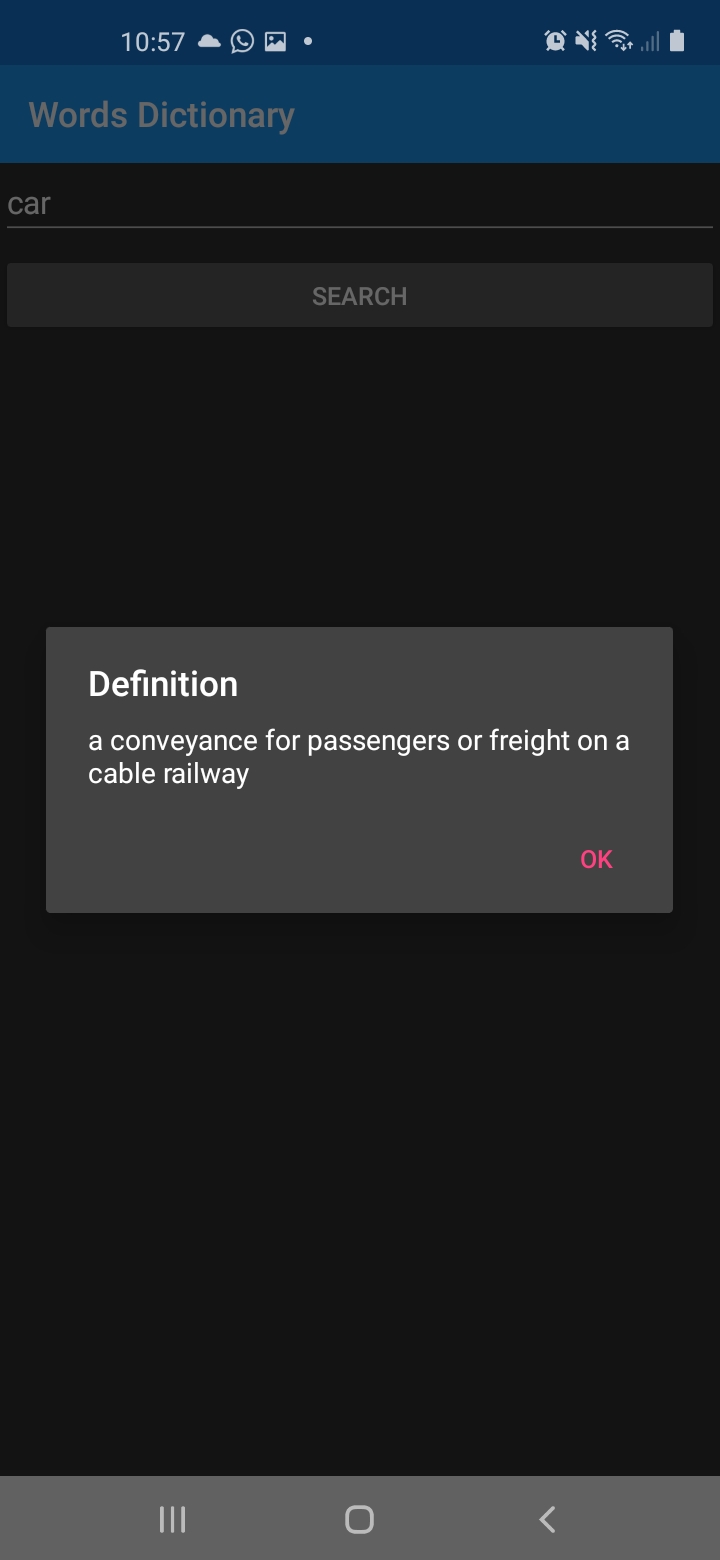 10:57
Words Dictionary
car
SEARCH
Definition
a conveyance for passengers or freight on a
cable railway
OK